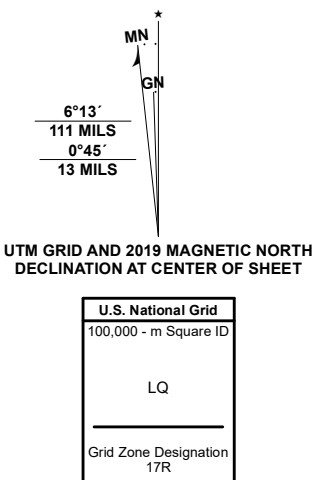 ★
MN
GN
6°13´
111 MILS
0°45´
13 MILS
UTM GRID AND 2019 MAGNETIC NORTH
DECLINATION AT CENTER OF SHEET
U.S. National Grid
100,000 - m Square ID
LQ
Grid Zone Designation
17R